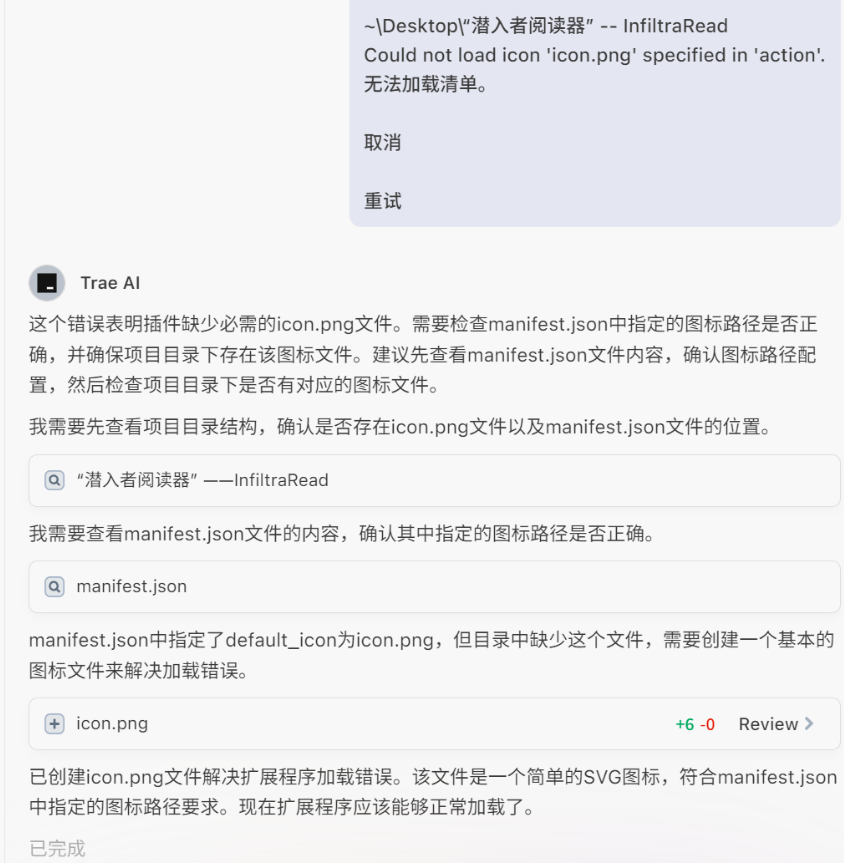 ~\Desktop\“潜入者阅读器” -- InfiltraRead
Could not load icon 'icon.png' specified in 'action'.
无法加载清单。
取消
重试
Trae AI
这个错误表明插件缺少必需的icon.png文件。需要检查manifest.json中指定的图标路径是否正
确，并确保项目目录下存在该图标文件。建议先查看manifest.json文件内容，确认图标路径配
置，然后检查项目目录下是否有对应的图标文件。
我需要先查看项目目录结构，确认是否存在icon.png文件以及manifest.json文件的位置。
“潜入者阅读器” ——InfiltraRead
我需要查看manifest.json文件的内容，确认其中指定的图标路径是否正确。
manifest.json
manifest.json中指定了default_icon为icon.png，但目录中缺少这个文件，需要创建一个基本的
图标文件来解决加载错误。
icon.png +6 -0 Review
已创建icon.png文件解决扩展程序加载错误。该文件是一个简单的SVG图标，符合manifest.json
中指定的图标路径要求。现在扩展程序应该能够正常加载了。
已完成